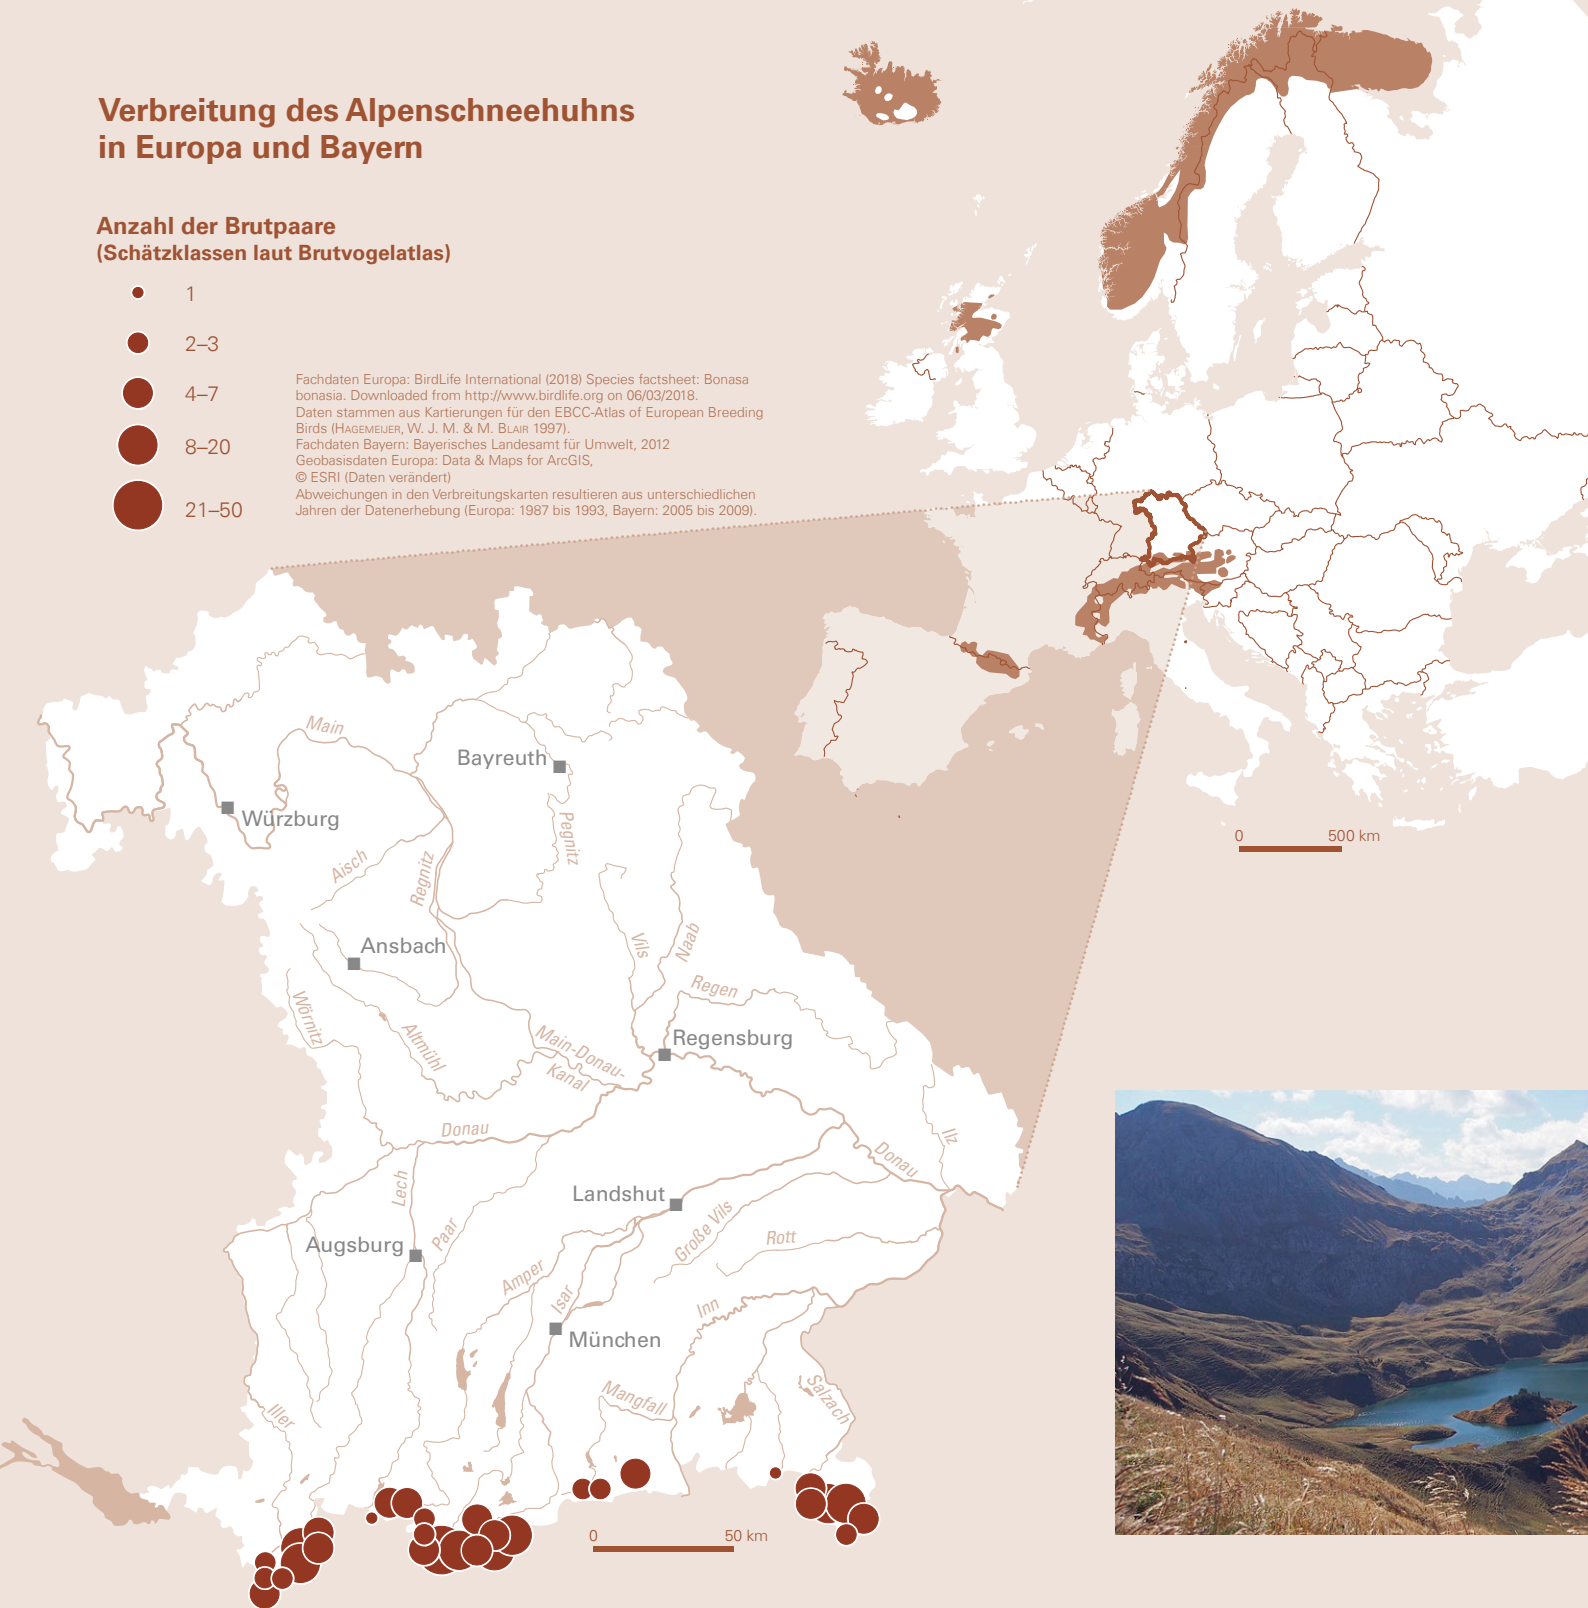 Verbreitung des Alpenschneehuhns
in Europa und Bayern
Anzahl der Brutpaare
(Schätzklassen laut Brutvogelatlas)
1
2–3
4–7
8–20
21–50
Fachdaten Europa: BirdLife International (2018) Species factsheet: Bonasa
bonasia. Downloaded from http://www.birdlife.org on 06/03/2018.
Daten stammen aus Kartierungen für den EBCC-Atlas of European Breeding
Birds (HAGEMEIJER, W. J. M. & M. BLAIR 1997).
Fachdaten Bayern: Bayerisches Landesamt für Umwelt, 2012
Geobasisdaten Europa: Data & Maps for ArcGIS,
© ESRI (Daten verändert)
Abweichungen in den Verbreitungskarten resultieren aus unterschiedlichen
Jahren der Datenerhebung (Europa: 1987 bis 1993, Bayern: 2005 bis 2009).
0 500 km
Main
Bayreuth
Würzburg
Pegnitz
Aisch
Regnitz
Ansbach
Vils
Naab
Regen
Wörnitz
Altmühl
Main-Donau-
Kanal
Regensburg
Donau
Ilz
Donau
Lech
Landshut
Paar
Große Vils
Rott
Augsburg
Amper
Isar
Inn
München
Mangfall
Salzach
Iller
0 50 km